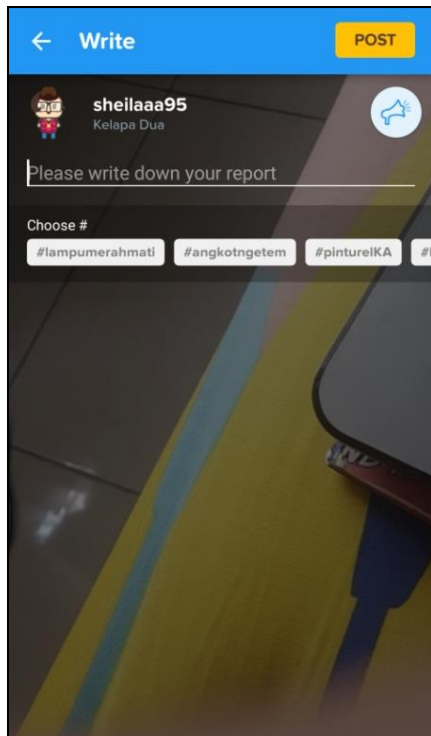 Write
POST
sheilaaa95
Kelapa Dua
Please write down your report
Choose #
#lampumerahmati #angkotngetem #pinturelKA